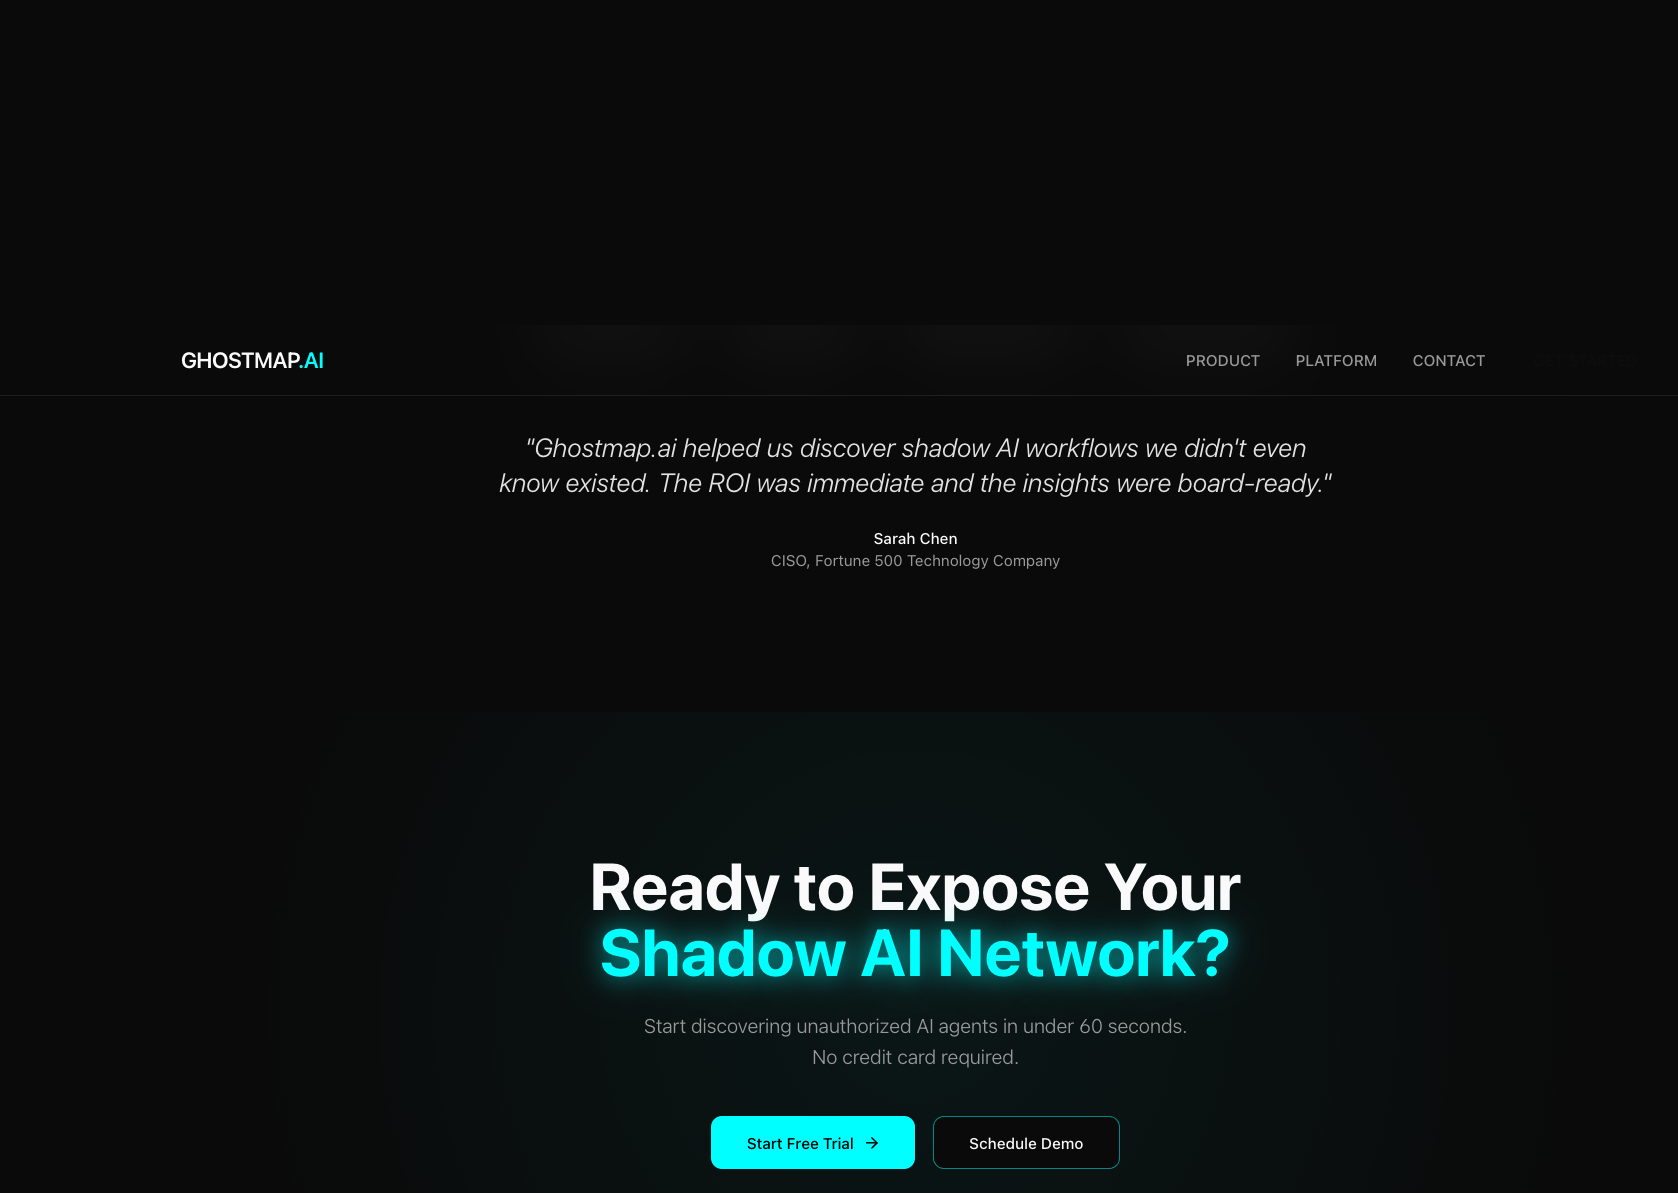 GHOSTMAP.AI
PRODUCT
PLATFORM
CONTACT
"Ghostmap.ai helped us discover shadow AI workflows we didn't even
know existed. The ROI was immediate and the insights were board-ready."
Sarah Chen
CISO, Fortune 500 Technology Company
Ready to Expose Your
Shadow AI Network?
Start discovering unauthorized AI agents in under 60 seconds.
No credit card required.
Start Free Trial →
Schedule Demo